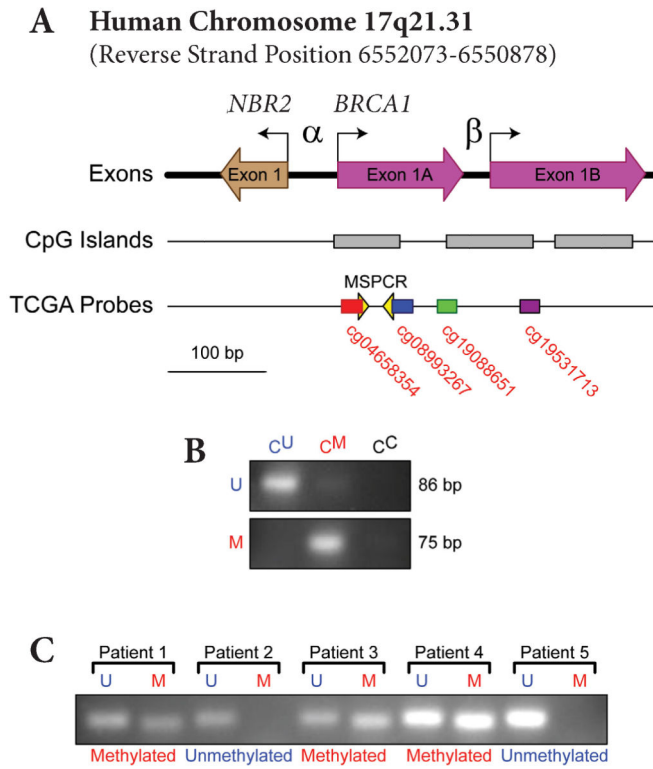 A Human Chromosome 17q21.31
(Reverse Strand Position 6552073-6550878)
NBR2 α BRCA1 β
Exons Exon 1 Exon 1A Exon 1B
CpG Islands
MSPCR
TCGA Probes
cg04658354 cg08993267 cg19088651 cg19531713
100 bp
B CU CM CC
U 86 bp
M 75 bp
C Patient 1 Patient 2 Patient 3 Patient 4 Patient 5
U M U M U M U M U M
Methylated Unmethylated Methylated Methylated Unmethylated